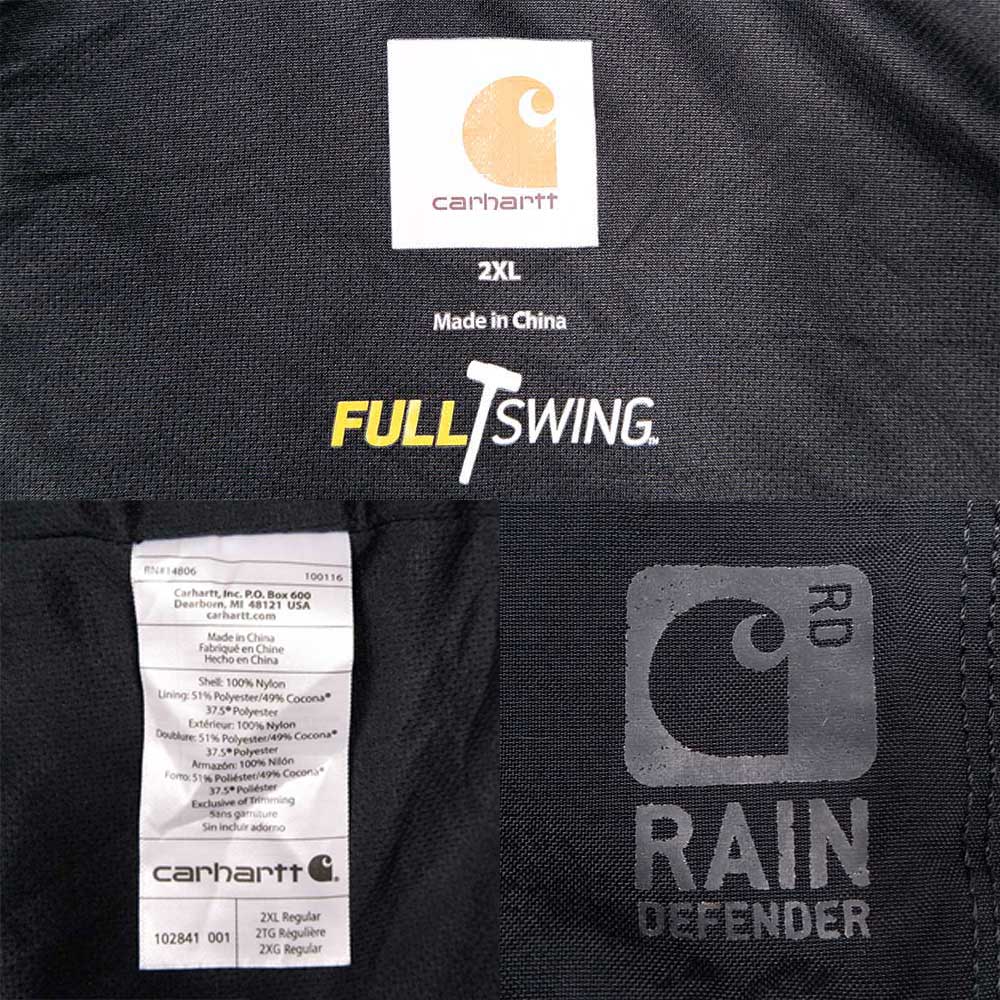 carhartt
2XL
Made in China
FULL SWING™
RN#14806 100116
Carhartt, Inc. P.O. Box 600
Dearborn, MI 48121 USA
carhartt.com
Made in China
Fabriqué en Chine
Hecho en China
Shell: 100% Nylon
Lining: 51% Polyester/49% Cocona®
37.5® Polyester
Extérieur: 100% Nylon
Doublure: 51% Polyester/49% Cocona®
37.5® Polyester
Armazón: 100% Nilón
Forro: 51% Poliéster/49% Cocona®
37.5® Poliéster
Exclusive of Trimming
Sans garniture
Sin incluir adorno
carhartt ®
102841 001
2XL Regular
2TG Régulière
2XG Regular
RD
RAIN
DEFENDER